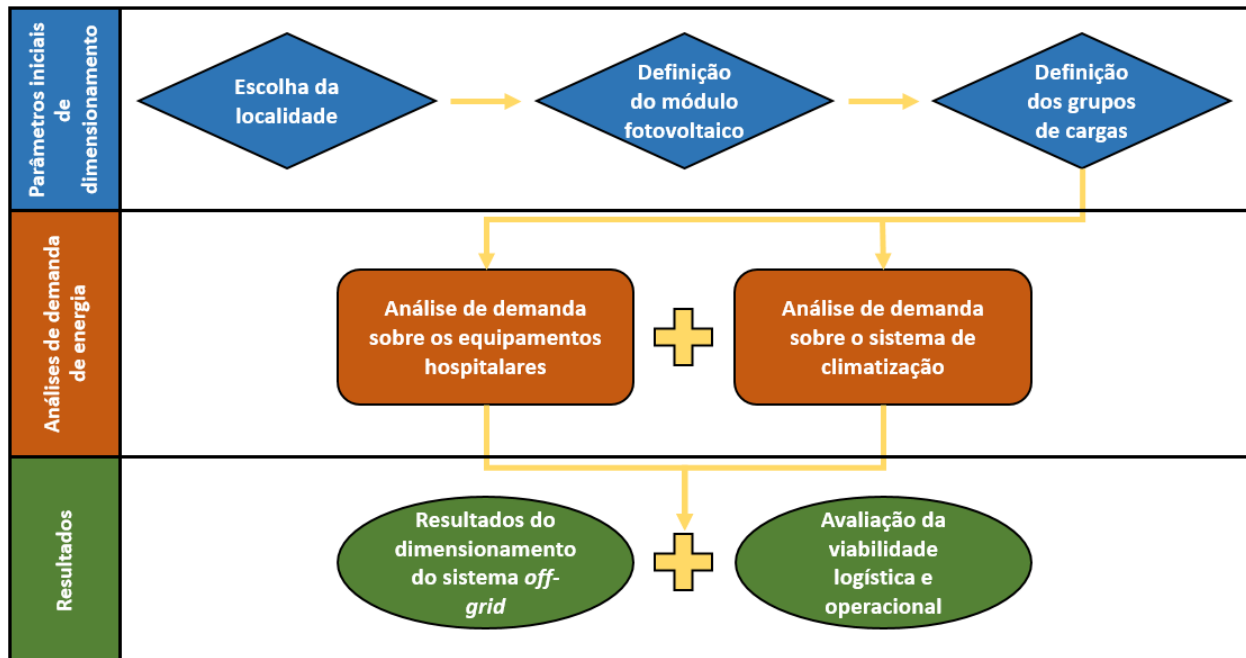 Parâmetros iniciais
de
dimensionamento
Escolha da
localidade
Definição
do módulo
fotovoltaico
Definição
dos grupos
de cargas
Análises de demanda
de energia
Análise de demanda
sobre os equipamentos
hospitalares
Análise de demanda
sobre o sistema de
climatização
Resultados
Resultados do
dimensionamento
do sistema off-
grid
Avaliação da
viabilidade
logística e
operacional